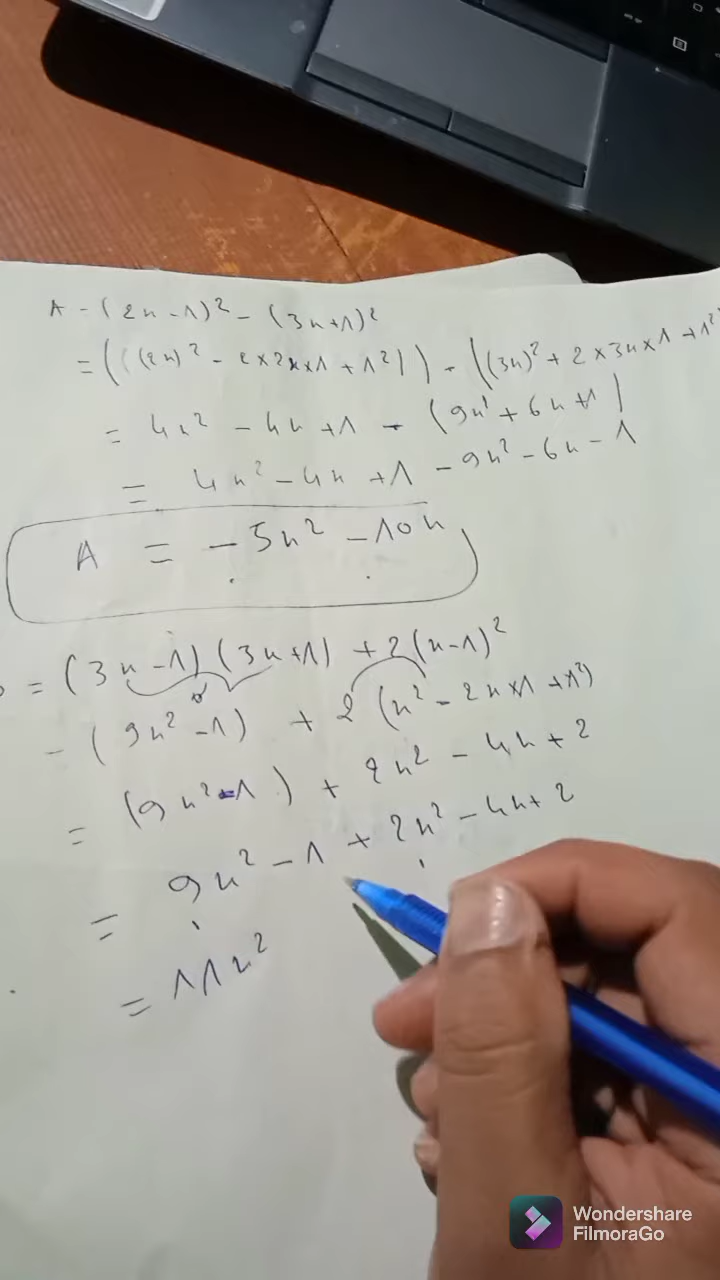 A - (2x - 1)² - (3x+1)²
= (((2x)² - 2×2x×1 + 1²)) - ((3x)² + 2×3x×1 + 1²
= 4x² - 4x + 1 - (9x² + 6x + 1)
= 4x² - 4x + 1 - 9x² - 6x - 1
A = - 5x² - 10x
= (3x - 1) (3x+1) + 2(x-1)²
- (9x² - 1) + 2 (x² - 2x×1 + 1²)
= (9x² - 1) + 2x² - 4x + 2
= 9x² - 1 + 2x² - 4x + 2
= 11x²
Wondershare
FilmoraGo